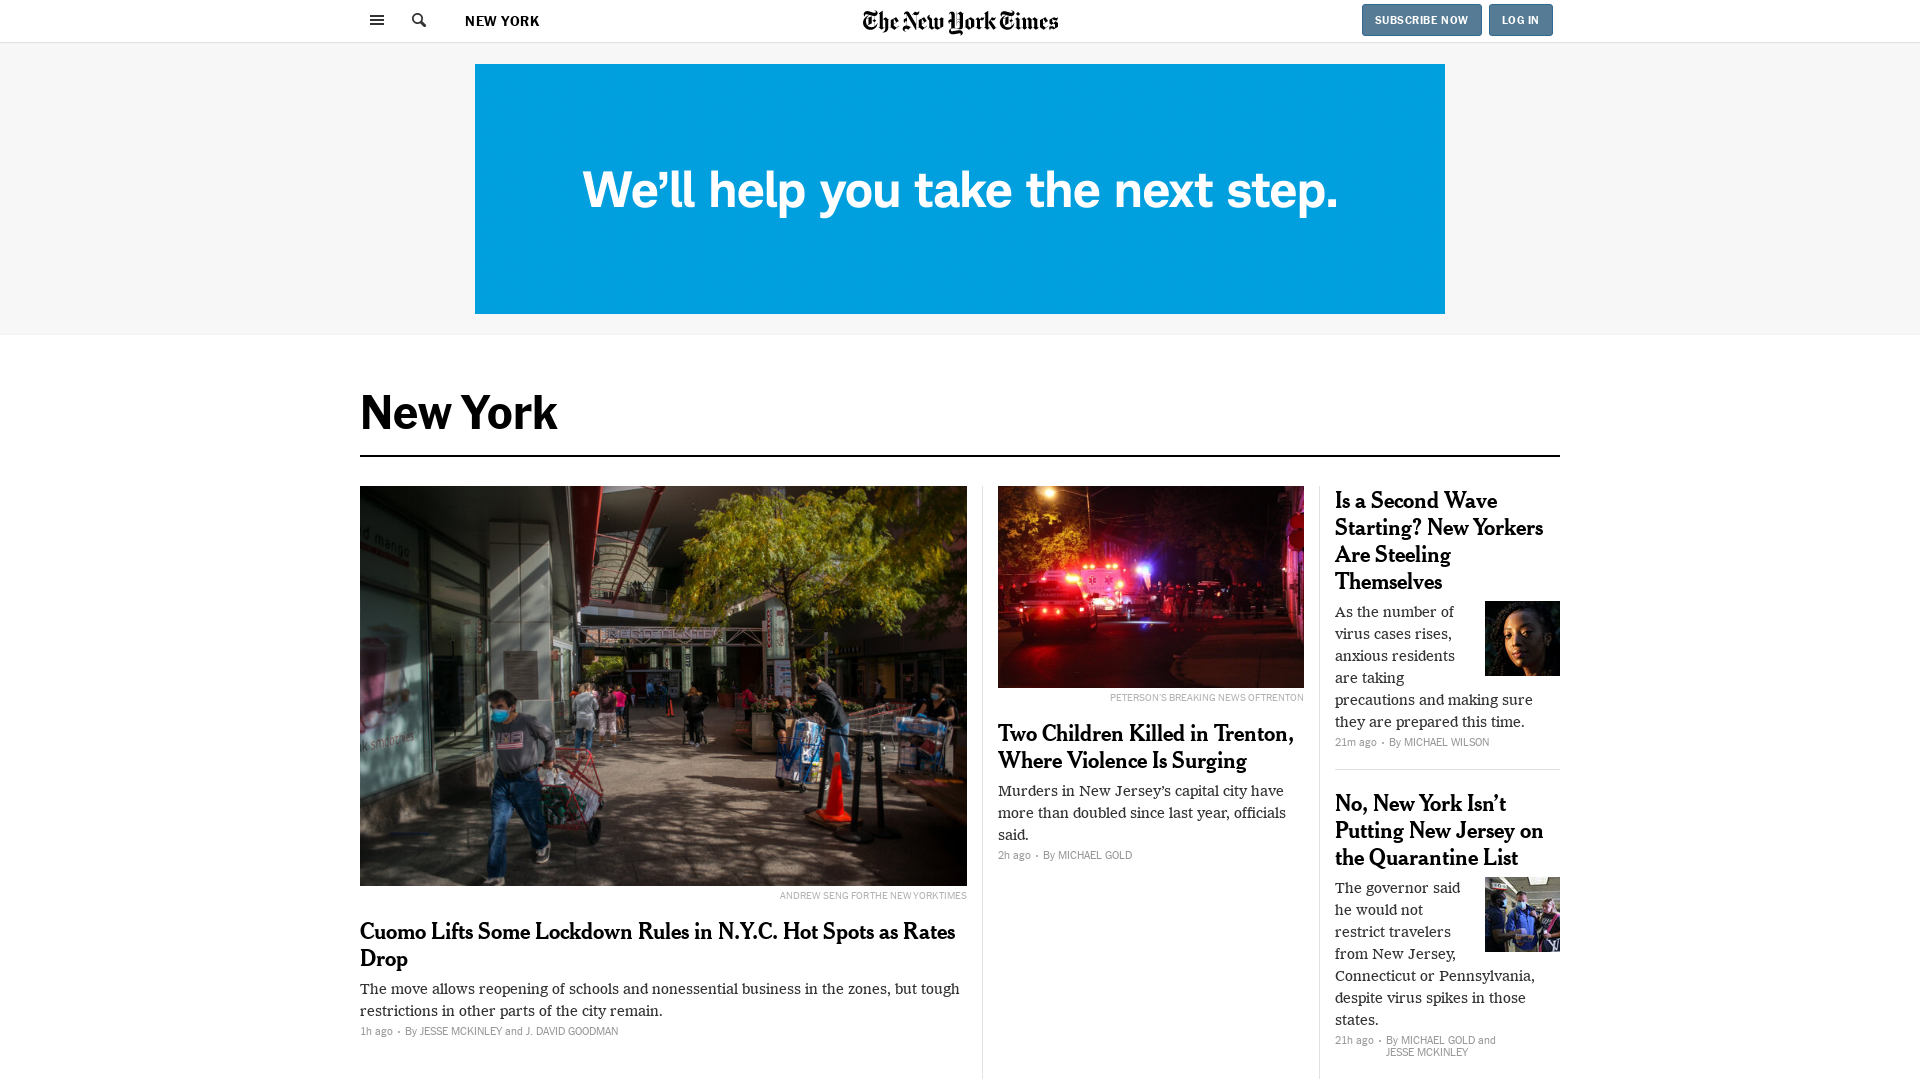 NEW YORK
The New York Times
SUBSCRIBE NOW
LOG IN
We'll help you take the next step.
New York
ANDREW SENG FORTHE NEW YORKTIMES
Cuomo Lifts Some Lockdown Rules in N.Y.C. Hot Spots as Rates
Drop
The move allows reopening of schools and nonessential business in the zones, but tough
restrictions in other parts of the city remain.
1h ago • By JESSE MCKINLEY and J. DAVID GOODMAN
PETERSON'S BREAKING NEWS OFTRENTON
Two Children Killed in Trenton,
Where Violence Is Surging
Murders in New Jersey's capital city have
more than doubled since last year, officials
said.
2h ago • By MICHAEL GOLD
Is a Second Wave
Starting? New Yorkers
Are Steeling
Themselves
As the number of
virus cases rises,
anxious residents
are taking
precautions and making sure
they are prepared this time.
21m ago • By MICHAEL WILSON
No, New York Isn't
Putting New Jersey on
the Quarantine List
The governor said
he would not
restrict travelers
from New Jersey,
Connecticut or Pennsylvania,
despite virus spikes in those
states.
21h ago • By MICHAEL GOLD and
JESSE MCKINLEY